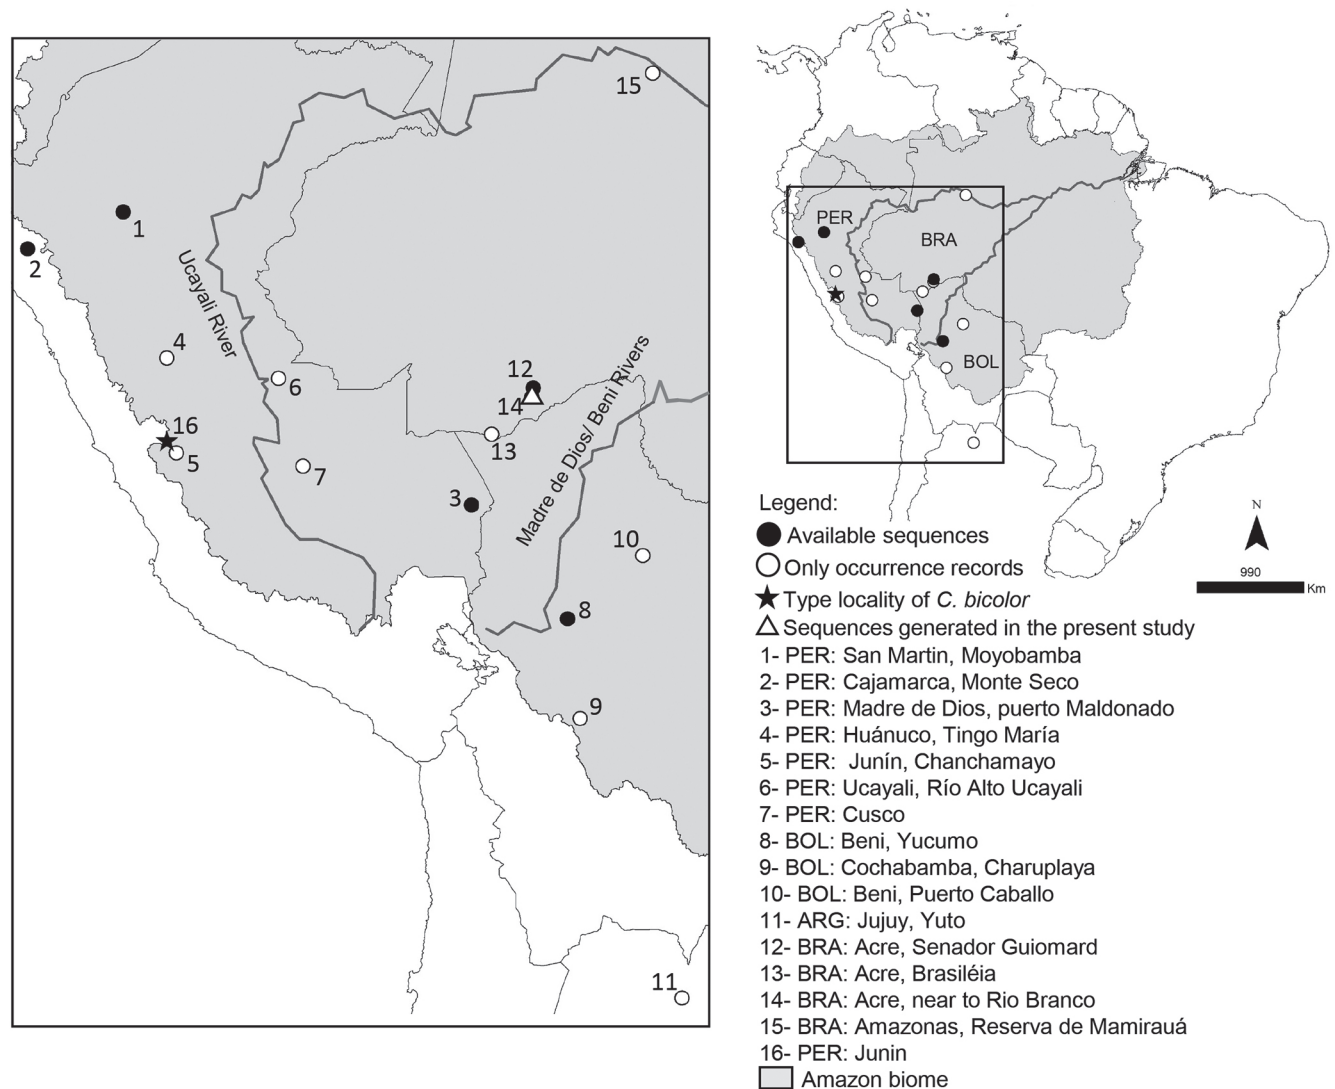 15
1
2
Ucayali River
4
6
12
14
13
16
5
7
3
Madre de Dios/ Beni Rivers
10
8
9
11
PER
BRA
BOL
N
990
Km
Legend:
Available sequences
Only occurrence records
Type locality of C. bicolor
Sequences generated in the present study
1- PER: San Martin, Moyobamba
2- PER: Cajamarca, Monte Seco
3- PER: Madre de Dios, puerto Maldonado
4- PER: Huánuco, Tingo María
5- PER: Junín, Chanchamayo
6- PER: Ucayali, Río Alto Ucayali
7- PER: Cusco
8- BOL: Beni, Yucumo
9- BOL: Cochabamba, Charuplaya
10- BOL: Beni, Puerto Caballo
11- ARG: Jujuy, Yuto
12- BRA: Acre, Senador Guiomard
13- BRA: Acre, Brasiléia
14- BRA: Acre, near to Rio Branco
15- BRA: Amazonas, Reserva de Mamirauá
16- PER: Junin
Amazon biome